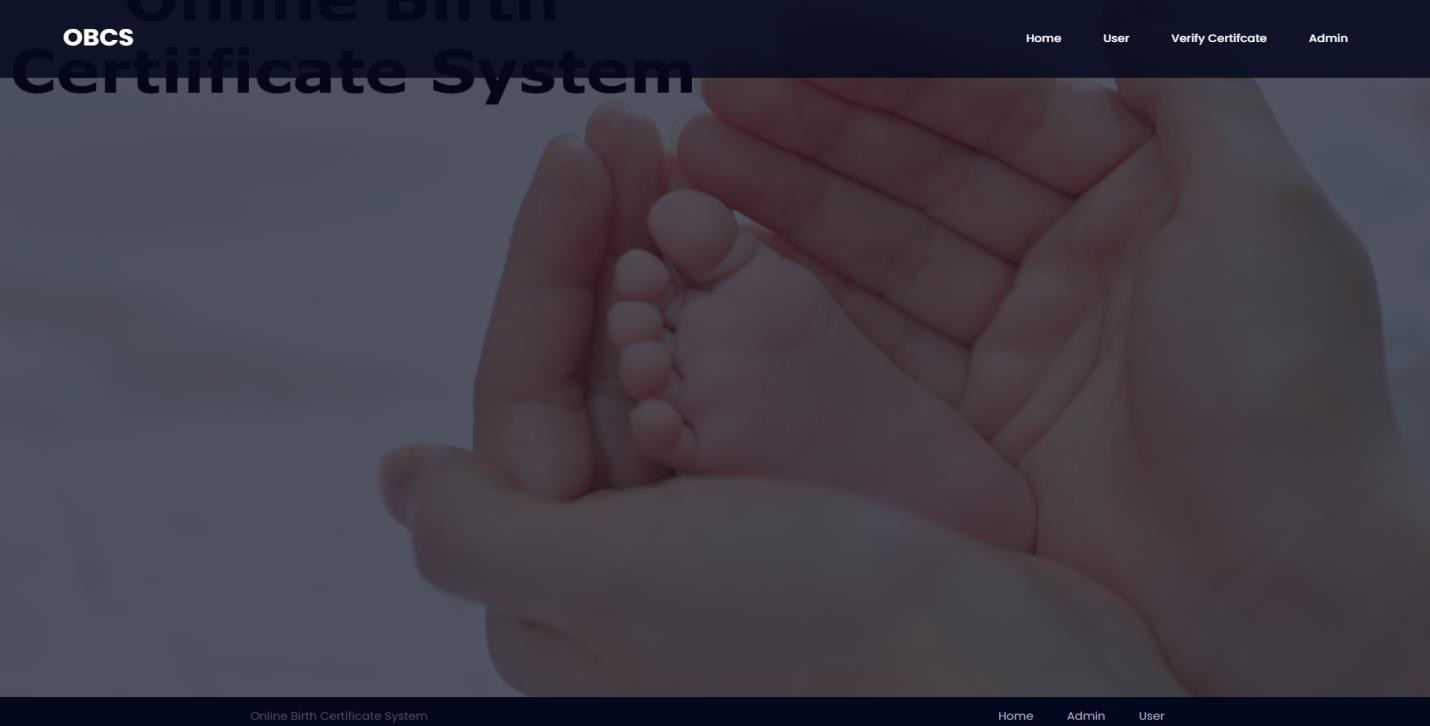 Online Birth
Certiificate System
OBCS
Home User Verify Certifcate Admin
Online Birth Certificate System
Home Admin User